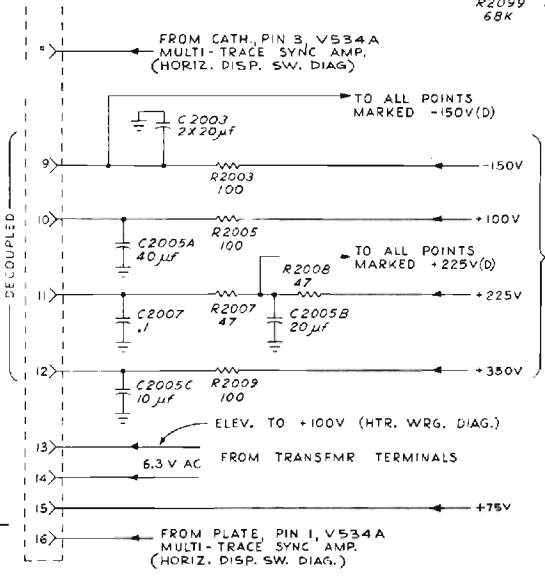 R2099
68K
8
FROM CATH., PIN 3, V534A
MULTI-TRACE SYNC AMP.
(HORIZ. DISP. SW. DIAG)
TO ALL POINTS
MARKED -150V(D)
C2003
2X20µf
9
-150V
R2003
100
10
+100V
C2005A
40µf
R2005
100
DECOUPLED
TO ALL POINTS
MARKED +225V(D)
R2008
47
11
+225V
C2007
.1
R2007
47
C2005B
20µf
12
+350V
C2005C
10µf
R2009
100
ELEV. TO +100V (HTR. WRG. DIAG.)
13
6.3 V AC
FROM TRANSFMR TERMINALS
14
15
+75V
16
FROM PLATE, PIN 1, V534A
MULTI-TRACE SYNC AMP.
(HORIZ. DISP. SW. DIAG.)